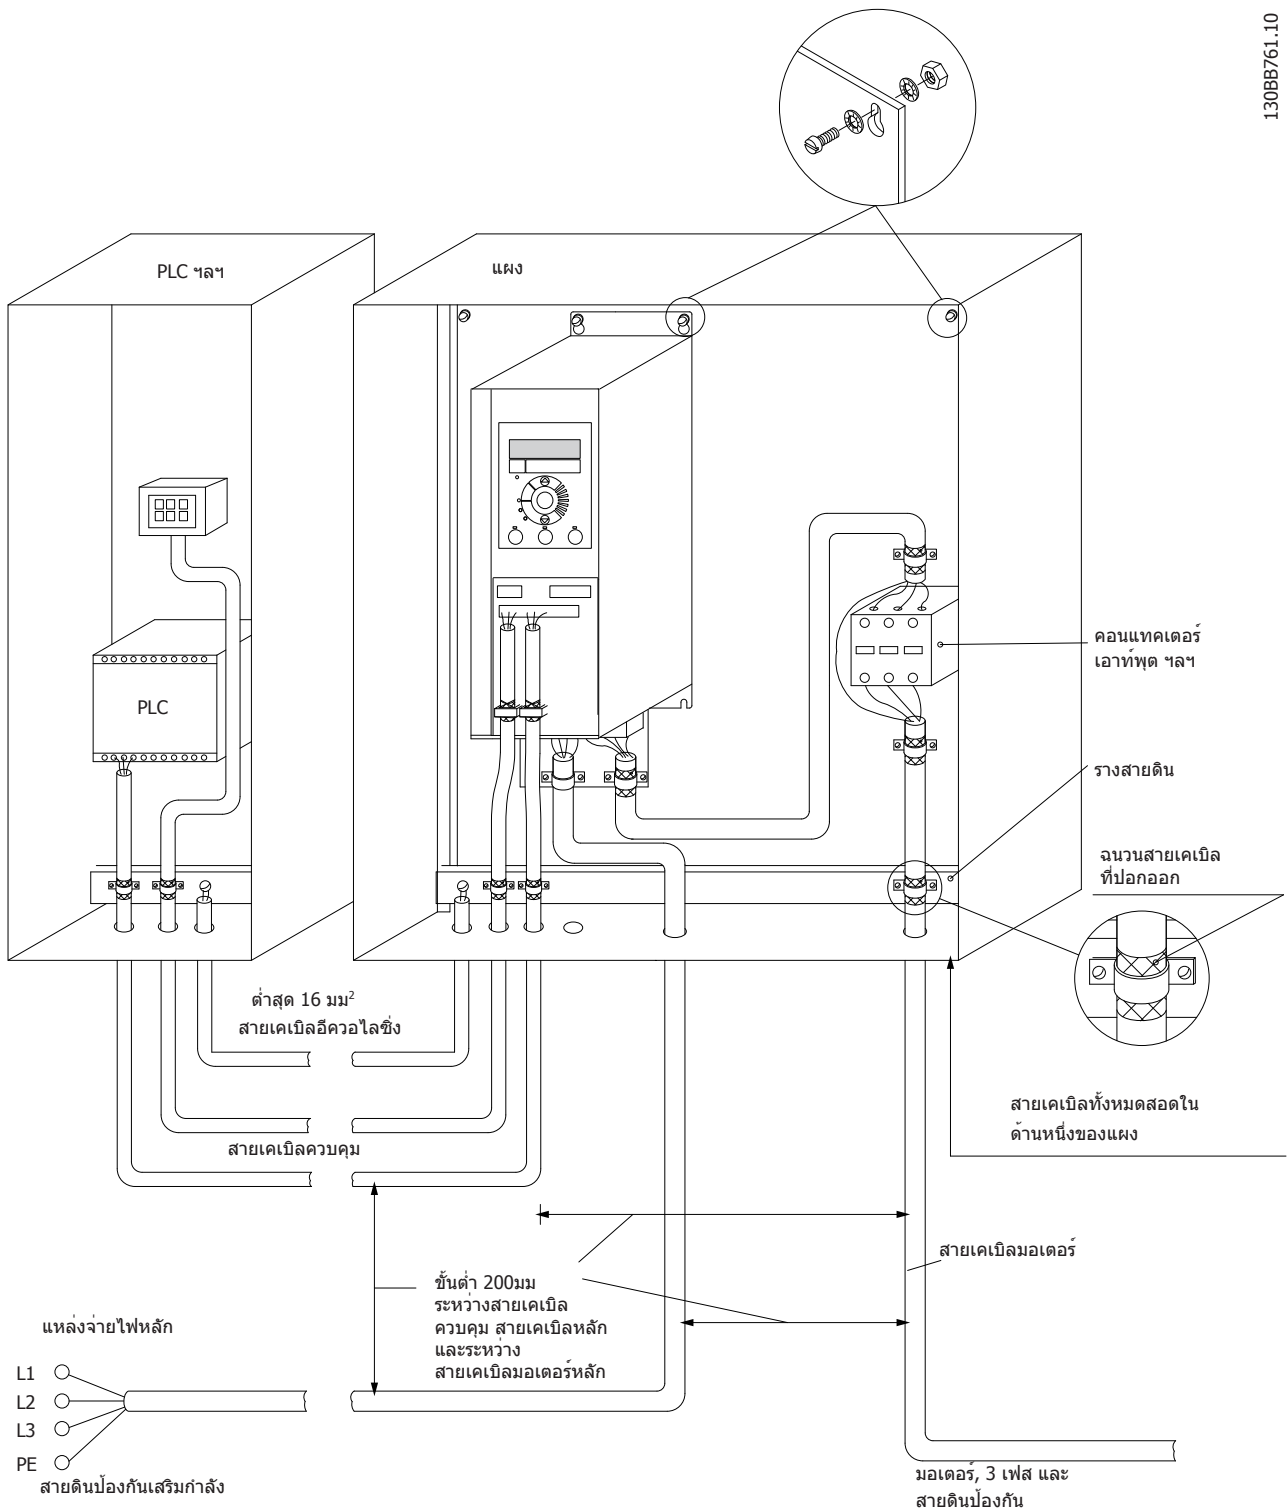 130BB761.10
PLC ฯลฯ
แผง
PLC
คอนแทคเตอร์
เอาท์พุต ฯลฯ
รางสายดิน
ฉนวนสายเคเบิล
ที่ปอกออก
ต่ำสุด 16 มม²
สายเคเบิลอีควอไลซิ่ง
สายเคเบิลทั้งหมดสอดใน
ด้านหนึ่งของแผง
สายเคเบิลควบคุม
สายเคเบิลมอเตอร์
ขั้นต่ำ 200มม
ระหว่างสายเคเบิล
ควบคุม สายเคเบิลหลัก
และระหว่าง
สายเคเบิลมอเตอร์หลัก
แหล่งจ่ายไฟหลัก
L1
L2
L3
PE
สายดินป้องกันเสริมกำลัง
มอเตอร์, 3 เฟส และ
สายดินป้องกัน